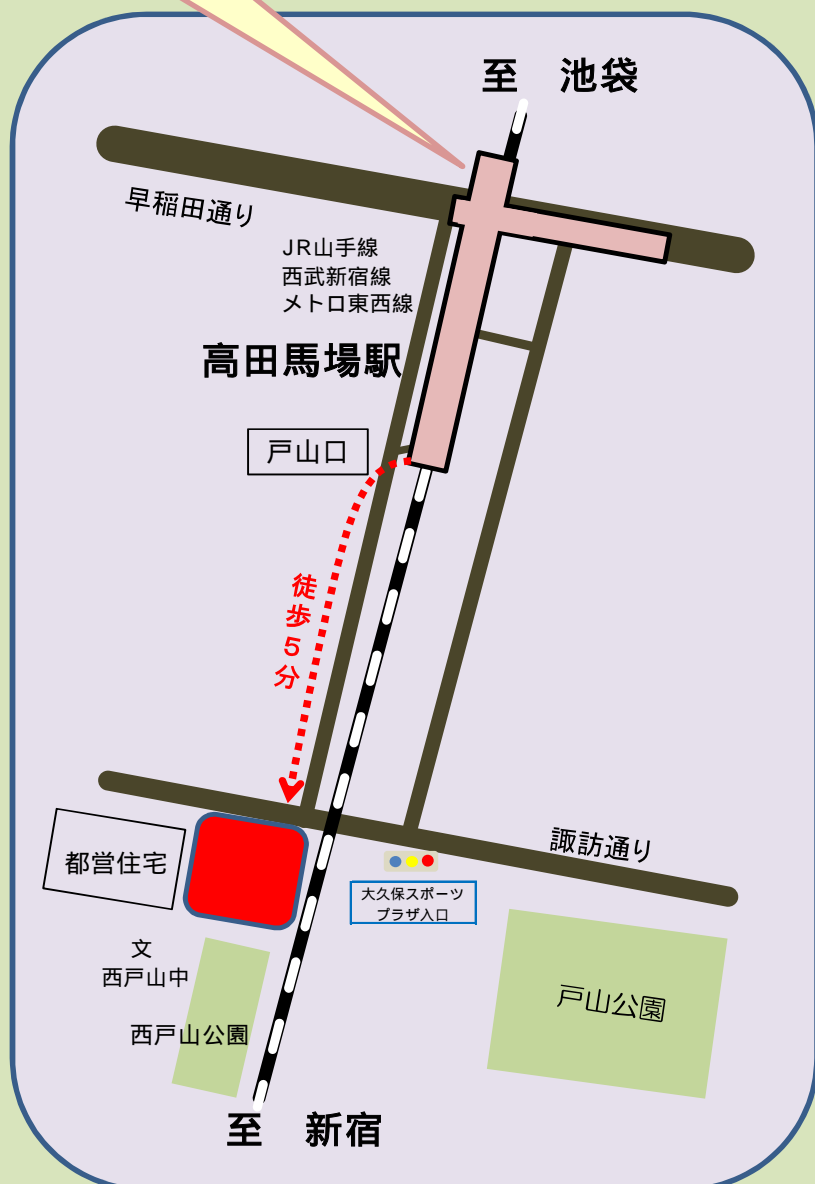 至　池袋
早稲田通り
JR山手線
西武新宿線
メトロ東西線
高田馬場駅
戸山口
徒歩５分
諏訪通り
都営住宅
大久保スポーツ
プラザ入口
文
西戸山中
戸山公園
西戸山公園
至　新宿